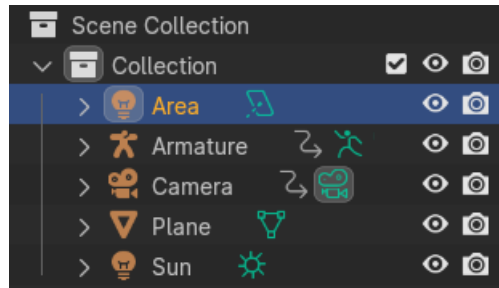 Scene Collection
Collection
Area
Armature
Camera
Plane
Sun